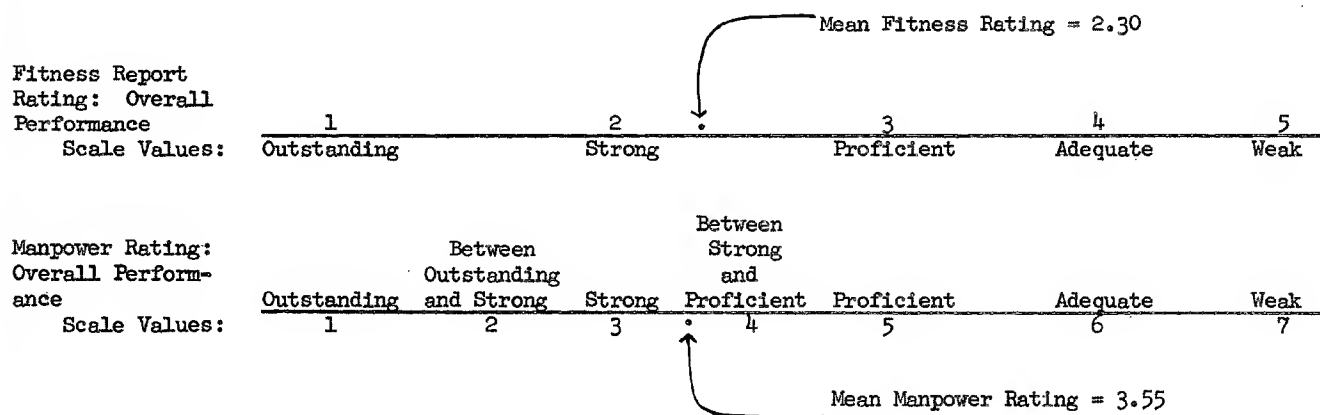 Mean Fitness Rating = 2.30
Fitness Report
Rating: Overall
Performance 1 2 3 4 5
Scale Values: Outstanding Strong Proficient Adequate Weak
Between
Manpower Rating: Between Strong
Overall Perform- Outstanding and
ance Outstanding and Strong Strong Proficient Proficient Adequate Weak
Scale Values: 1 2 3 4 5 6 7
Mean Manpower Rating = 3.55